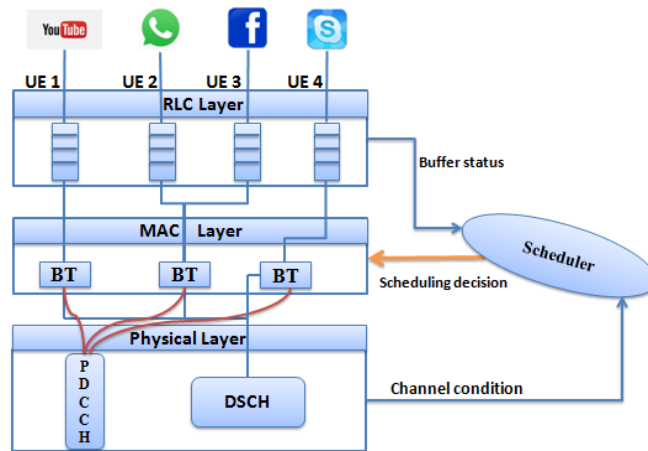 YouTube
UE 1 UE 2 UE 3 UE 4
RLC Layer
Buffer status
MAC Layer
Scheduler
BT BT BT
Scheduling decision
Physical Layer
P
D
C
C
H
DSCH
Channel condition